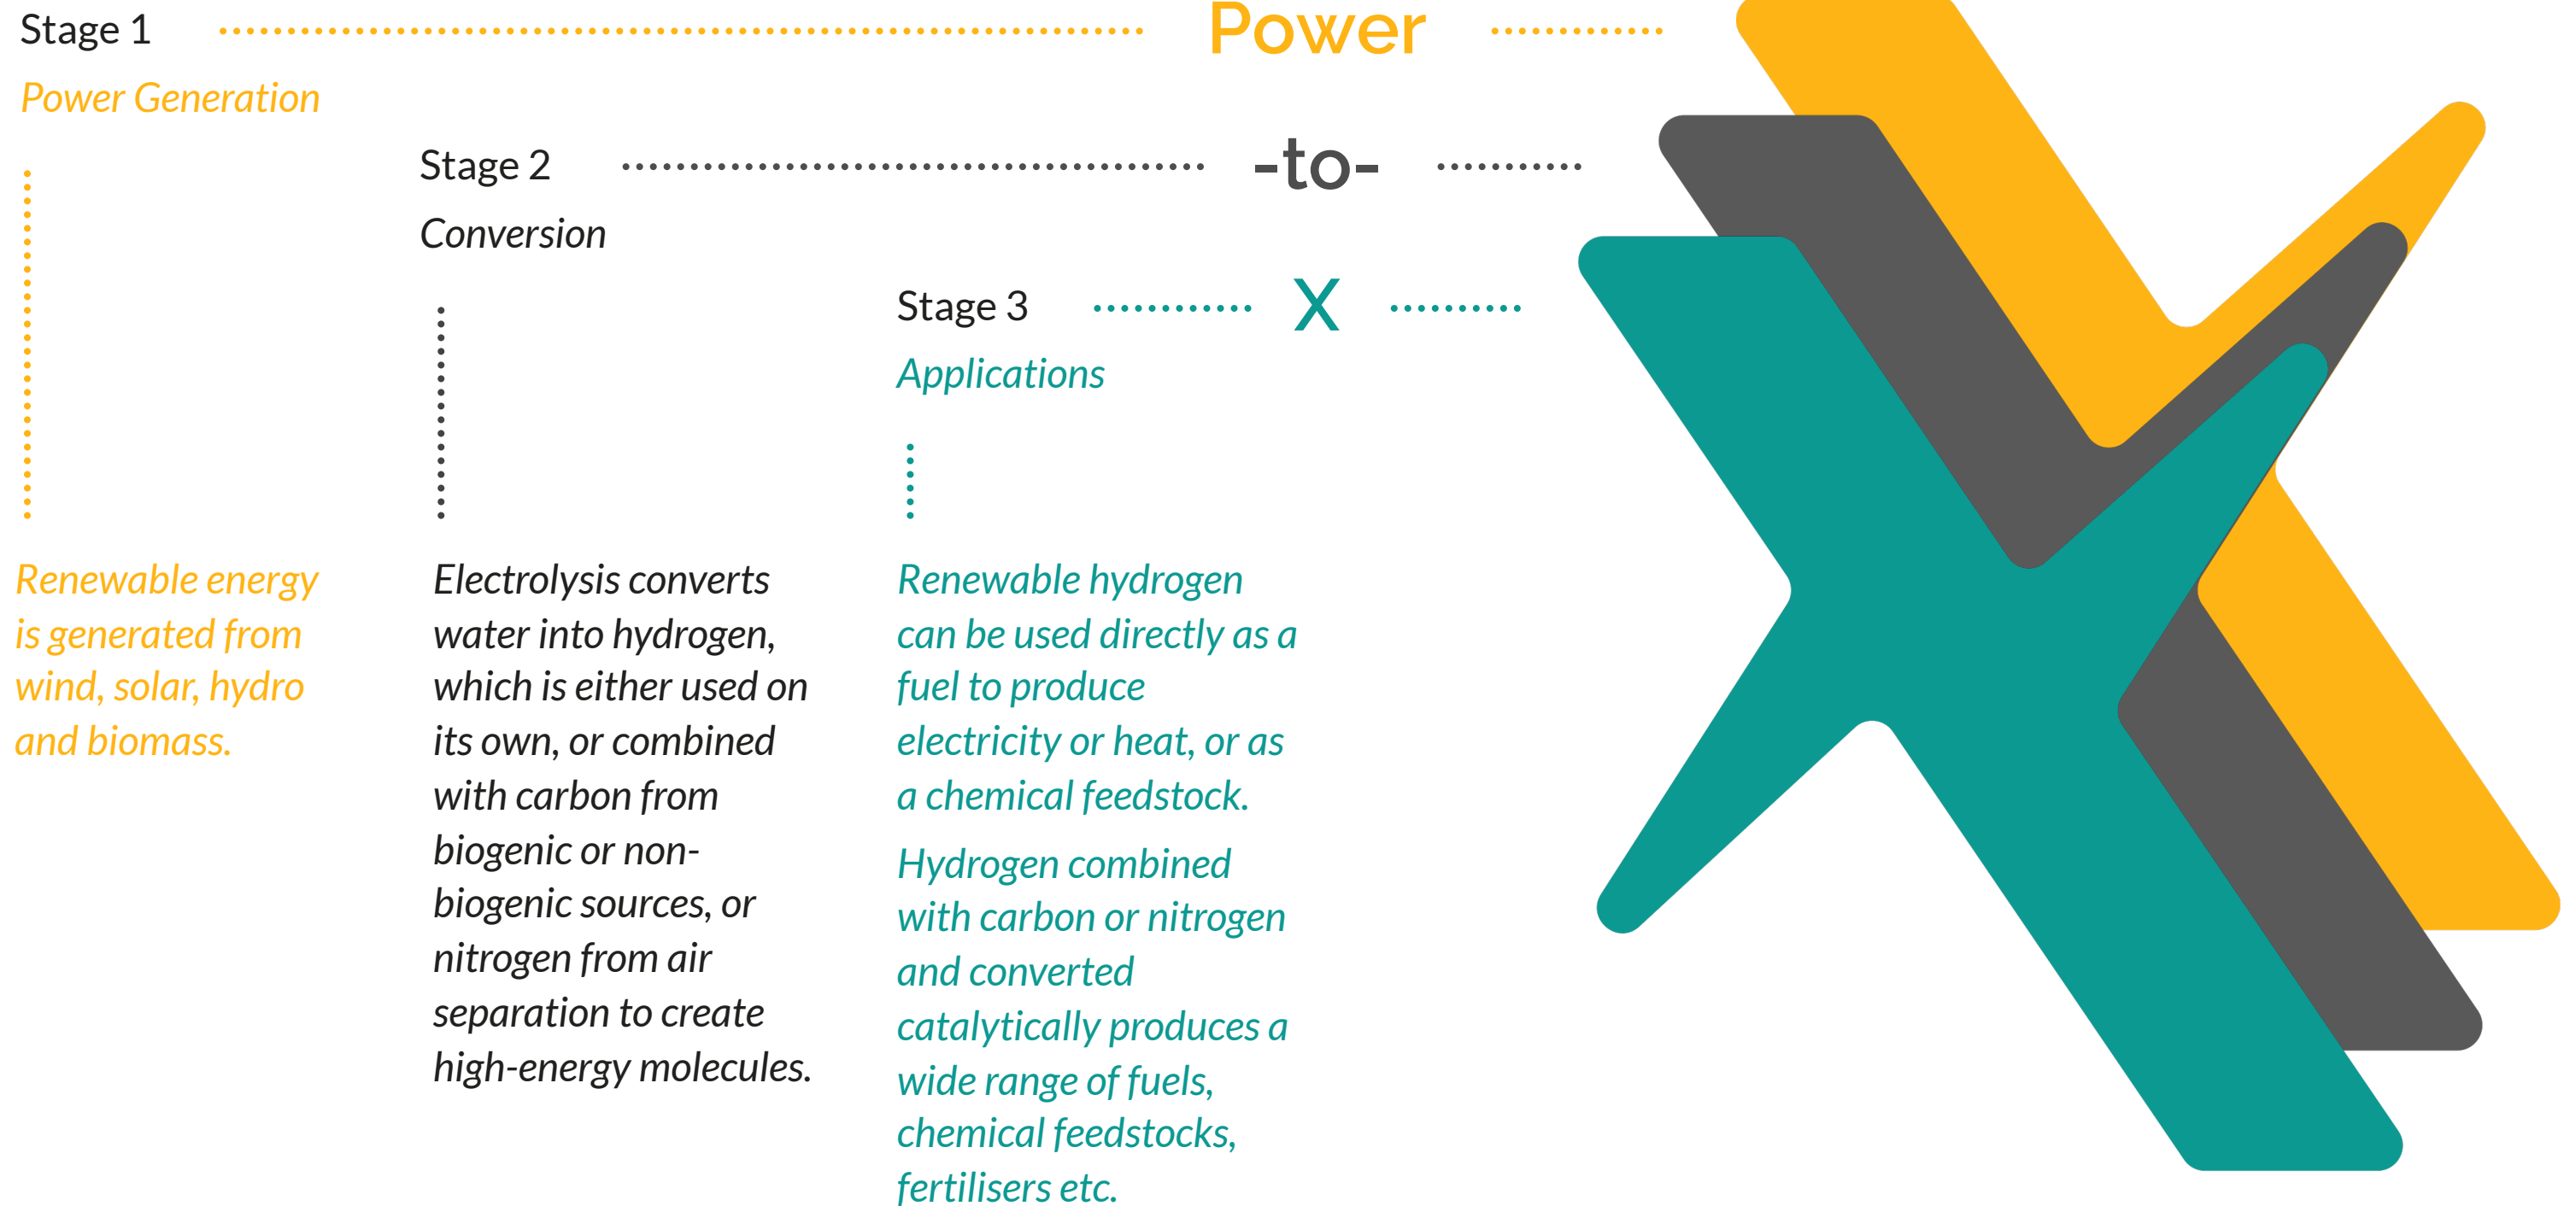 Stage 1
Power
Power Generation
Stage 2
-to-
Conversion
Stage 3
X
Applications
Renewable energy
is generated from
wind, solar, hydro
and biomass.
Electrolysis converts
water into hydrogen,
which is either used on
its own, or combined
with carbon from
biogenic or non-
biogenic sources, or
nitrogen from air
separation to create
high-energy molecules.
Renewable hydrogen
can be used directly as a
fuel to produce
electricity or heat, or as
a chemical feedstock.
Hydrogen combined
with carbon or nitrogen
and converted
catalytically produces a
wide range of fuels,
chemical feedstocks,
fertilisers etc.